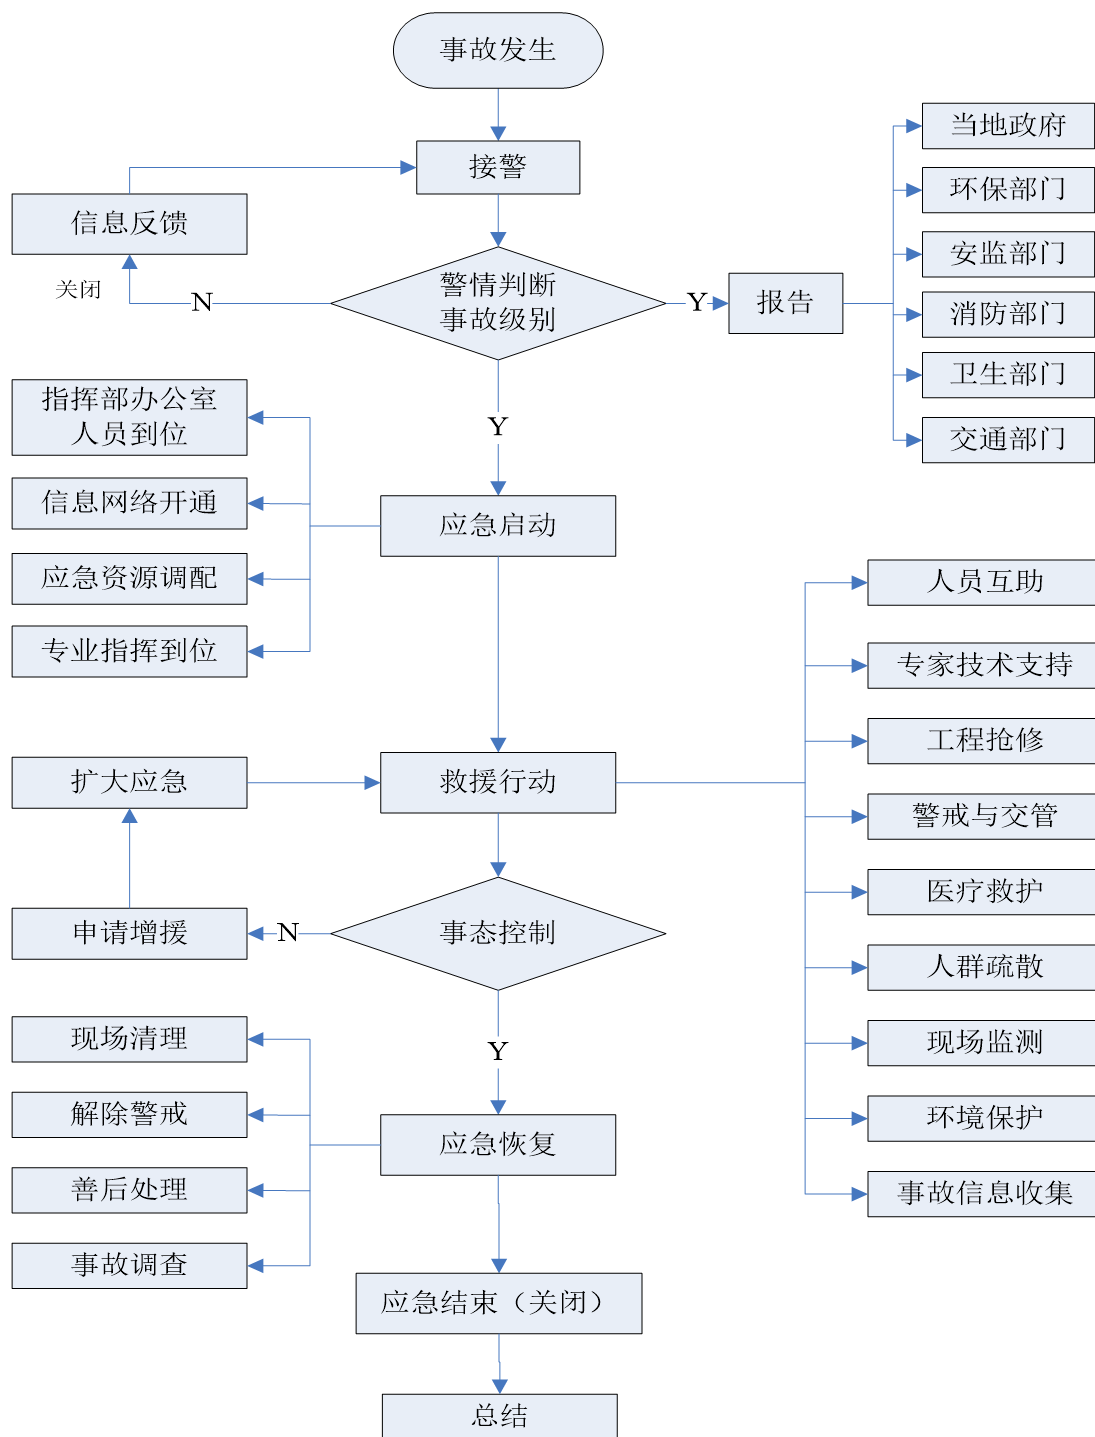 事故发生
接警
信息反馈
关闭
N
警情判断
事故级别
Y
报告
当地政府
环保部门
安监部门
消防部门
卫生部门
交通部门
Y
指挥部办公室
人员到位
信息网络开通
应急资源调配
专业指挥到位
应急启动
人员互助
专家技术支持
工程抢修
警戒与交管
医疗救护
人群疏散
现场监测
环境保护
事故信息收集
扩大应急
救援行动
申请增援
N
事态控制
Y
现场清理
解除警戒
善后处理
事故调查
应急恢复
应急结束（关闭）
总结